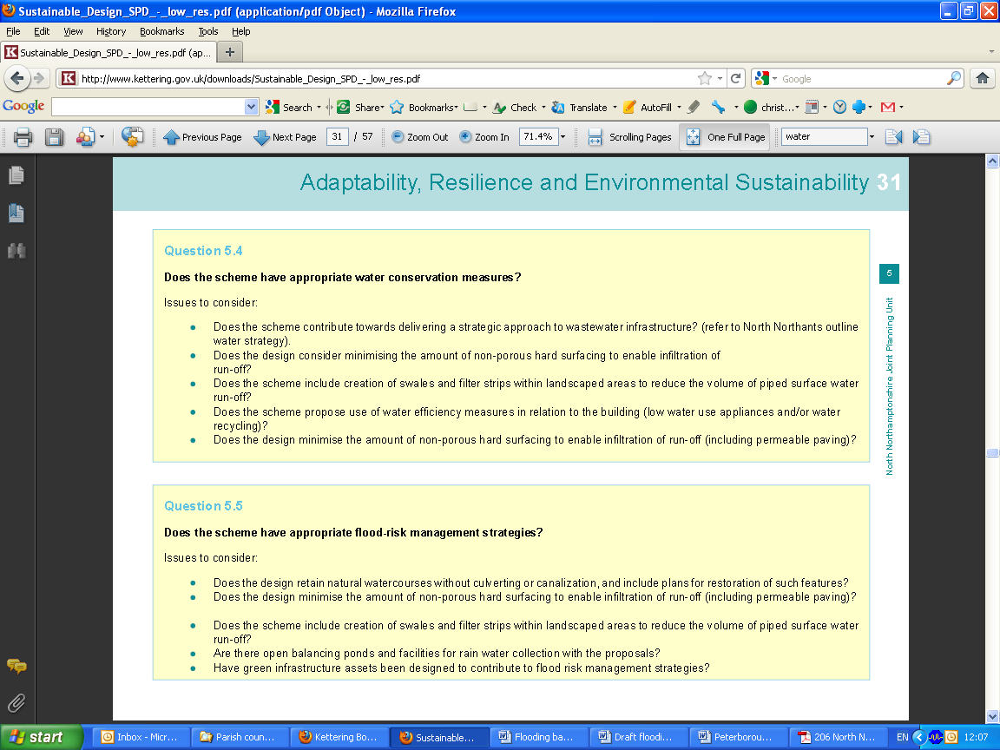 Sustainable_Design_SPD_-_low_res.pdf (application/pdf Object) - Mozilla Firefox
File Edit View History Bookmarks Tools Help
K Sustainable_Design_SPD_-_low_res.pdf (ap... +
K http://www.kettering.gov.uk/downloads/Sustainable_Design_SPD_-_low_res.pdf Google
Google Search Share Bookmarks Check Translate AutoFill christ...
Previous Page Next Page 31 / 57 Zoom Out Zoom In 71.4% Scrolling Pages One Full Page water
Adaptability, Resilience and Environmental Sustainability 31
Question 5.4
Does the scheme have appropriate water conservation measures?
Issues to consider:
Does the scheme contribute towards delivering a strategic approach to wastewater infrastructure? (refer to North Northants outline
water strategy).
Does the design consider minimising the amount of non-porous hard surfacing to enable infiltration of
run-off?
Does the scheme include creation of swales and filter strips within landscaped areas to reduce the volume of piped surface water
run-off?
Does the scheme propose use of water efficiency measures in relation to the building (low water use appliances and/or water
recycling)?
Does the design minimise the amount of non-porous hard surfacing to enable infiltration of run-off (including permeable paving)?
5
North Northamptonshire Joint Planning Unit
Question 5.5
Does the scheme have appropriate flood-risk management strategies?
Issues to consider:
Does the design retain natural watercourses without culverting or canalization, and include plans for restoration of such features?
Does the design minimise the amount of non-porous hard surfacing to enable infiltration of run-off (including permeable paving)?
Does the scheme include creation of swales and filter strips within landscaped areas to reduce the volume of piped surface water
run-off?
Are there open balancing ponds and facilities for rain water collection with the proposals?
Have green infrastructure assets been designed to contribute to flood risk management strategies?
start Inbox - Micr... Parish coun... Kettering Bo... Sustainable... Flooding ba... Draft floodi... Peterborou... 206 North N... EN 12:07